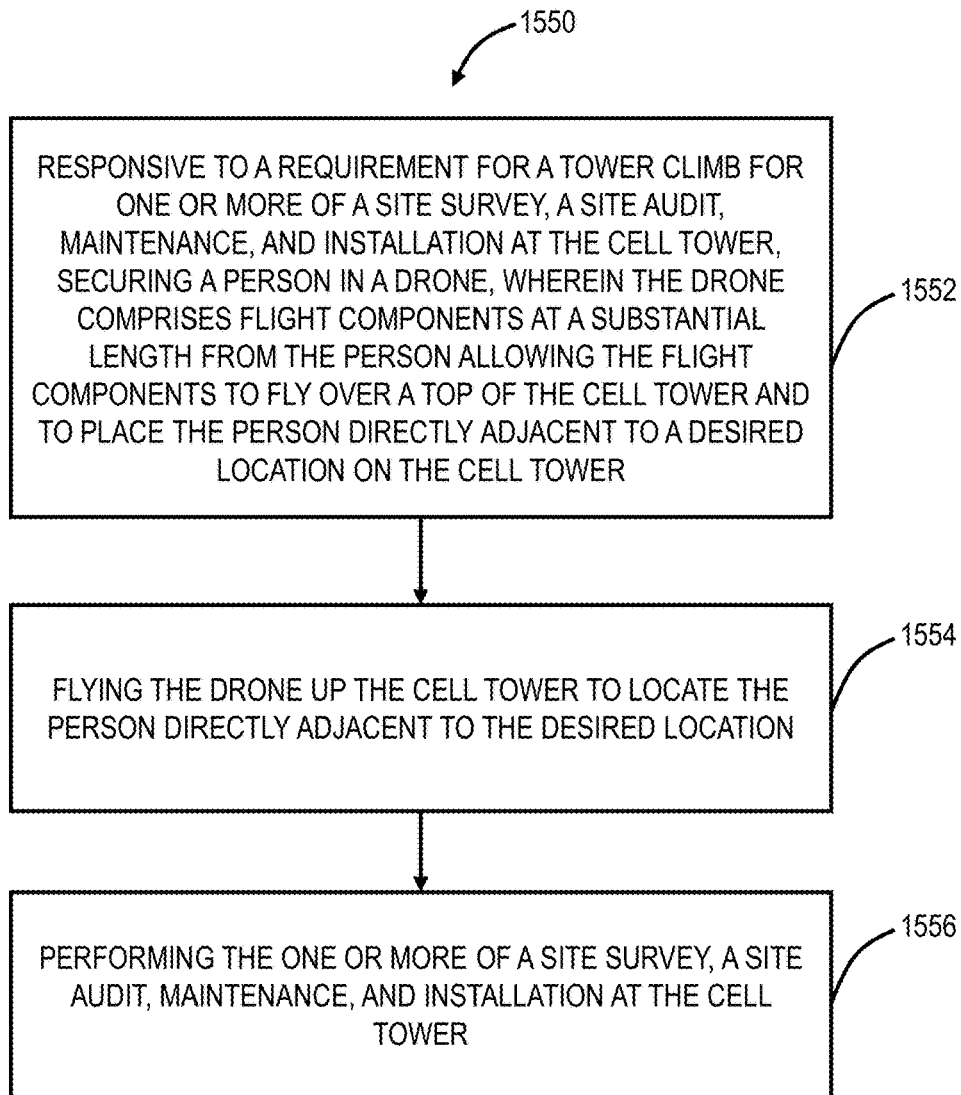 1550
RESPONSIVE TO A REQUIREMENT FOR A TOWER CLIMB FOR
ONE OR MORE OF A SITE SURVEY, A SITE AUDIT,
MAINTENANCE, AND INSTALLATION AT THE CELL TOWER,
SECURING A PERSON IN A DRONE, WHEREIN THE DRONE
COMPRISES FLIGHT COMPONENTS AT A SUBSTANTIAL
LENGTH FROM THE PERSON ALLOWING THE FLIGHT
COMPONENTS TO FLY OVER A TOP OF THE CELL TOWER AND
TO PLACE THE PERSON DIRECTLY ADJACENT TO A DESIRED
LOCATION ON THE CELL TOWER
1552
FLYING THE DRONE UP THE CELL TOWER TO LOCATE THE
PERSON DIRECTLY ADJACENT TO THE DESIRED LOCATION
1554
PERFORMING THE ONE OR MORE OF A SITE SURVEY, A SITE
AUDIT, MAINTENANCE, AND INSTALLATION AT THE CELL
TOWER
1556